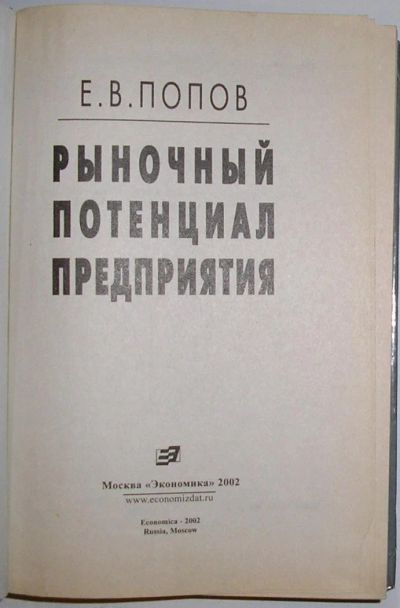 Е.В.ПОПОВ
РЫНОЧНЫЙ
ПОТЕНЦИАЛ
ПРЕДПРИЯТИЯ
Москва «Экономика» 2002
www.economizdat.ru
Economica - 2002
Russia, Moscow